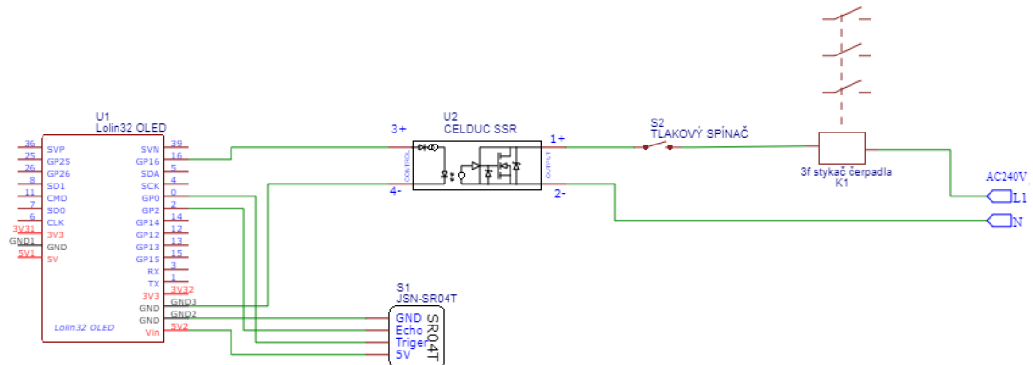 U1
Lolin32 OLED
36 SVP
25 GP25
26 GP26
8 SD1
11 CMD
7 SD0
6 CLK
3V31 3V3
GND1 GND
5V1 5V
SVN 39
GP16 16
SDA 5
SCK 4
GP0 0
GP2 2
GP14 14
GP12 12
GP13 13
GP15 15
RX 3
TX 1
3V3 3V32
GND GND3
GND GND2
Vin 5V2
Lolin32 OLED
U2
CELDUC SSR
3+
4-
CONTROL
OUTPUT
1+
2-
S2
TLAKOVÝ SPÍNAČ
3f stykač čerpadla
K1
AC240V
L1
N
S1
JSN-SR04T
GND
Echo
Triger
5V
SR04T